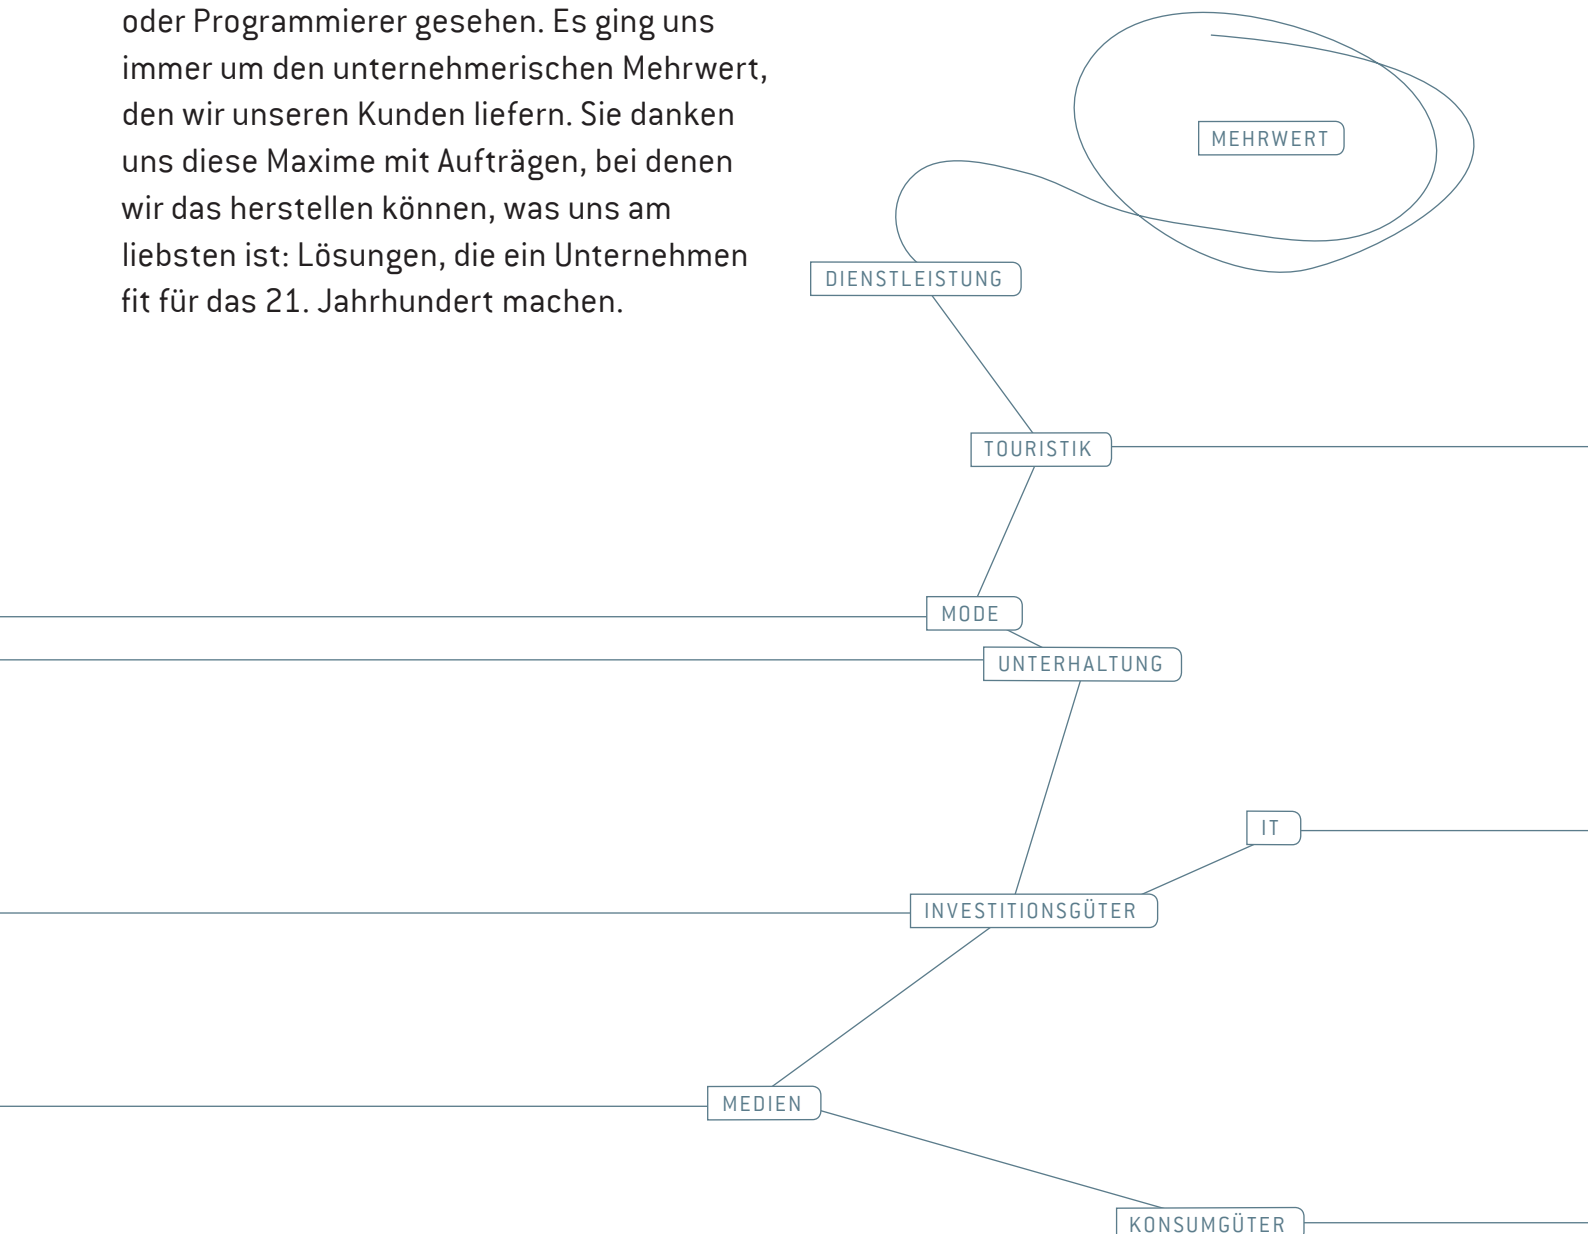 oder Programmierer gesehen. Es ging uns
immer um den unternehmerischen Mehrwert,
den wir unseren Kunden liefern. Sie danken
uns diese Maxime mit Aufträgen, bei denen
wir das herstellen können, was uns am
liebsten ist: Lösungen, die ein Unternehmen
fit für das 21. Jahrhundert machen.
MEHRWERT
DIENSTLEISTUNG
TOURISTIK
MODE
UNTERHALTUNG
IT
INVESTITIONSGÜTER
MEDIEN
KONSUMGÜTER